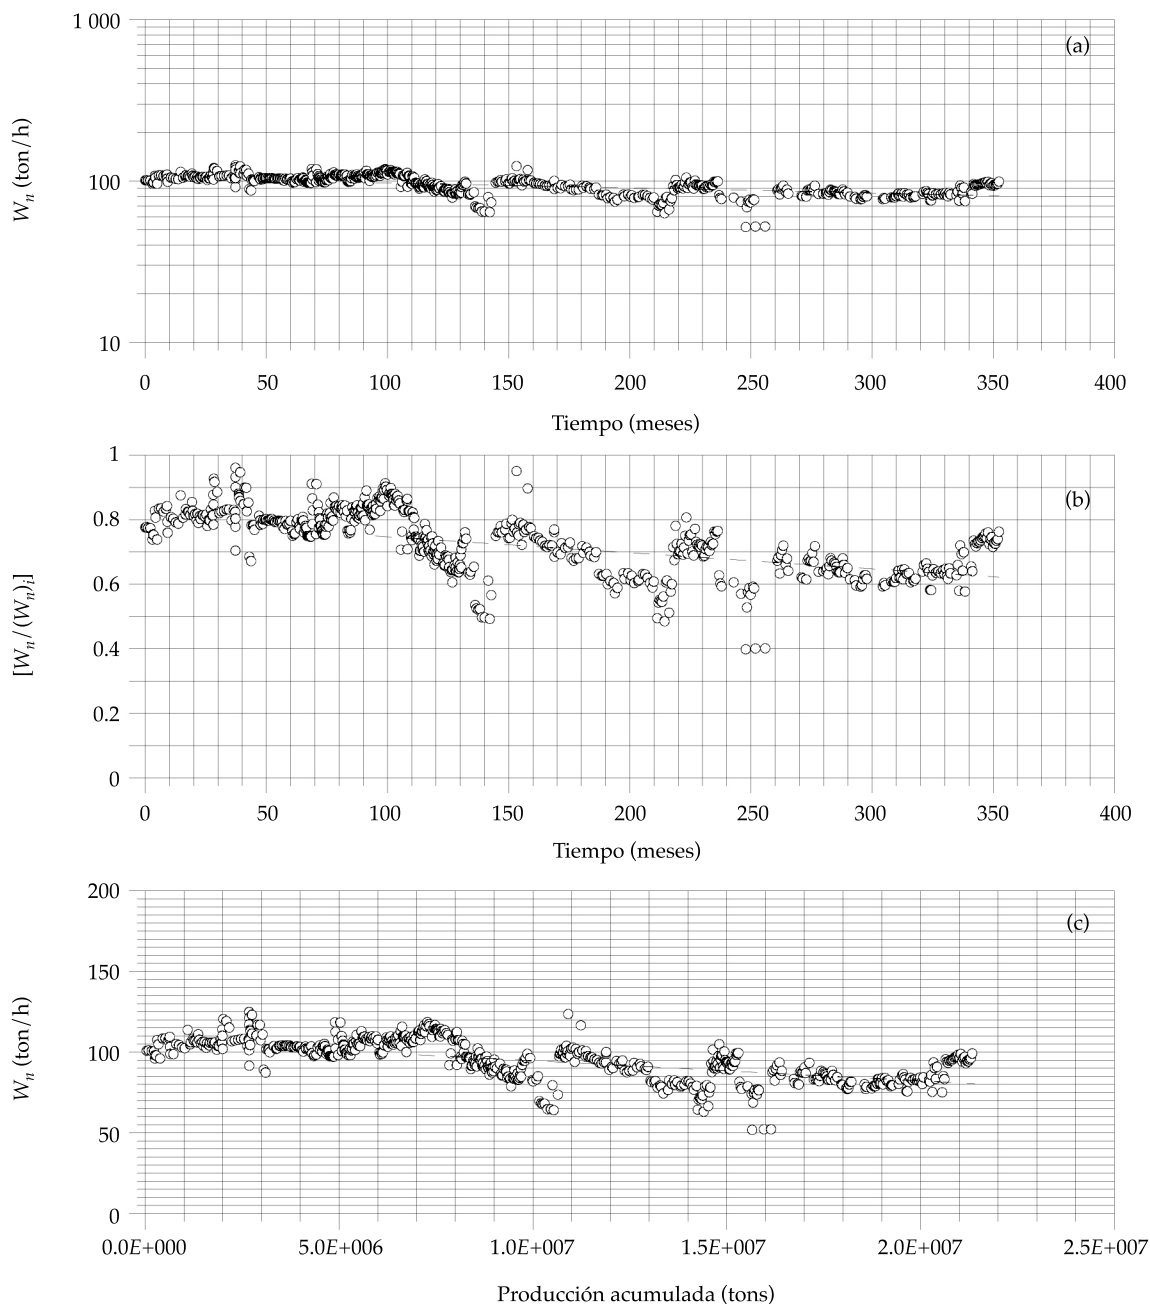 1 000
(a)
W_n (ton/h)
100
10
0 50 100 150 200 250 300 350 400
Tiempo (meses)
1
(b)
0.8
[W_n/(W_n)_i]
0.6
0.4
0.2
0
0 50 100 150 200 250 300 350 400
Tiempo (meses)
200
(c)
150
W_n (ton/h)
100
50
0
0.0E+000 5.0E+006 1.0E+007 1.5E+007 2.0E+007 2.5E+007
Producción acumulada (tons)